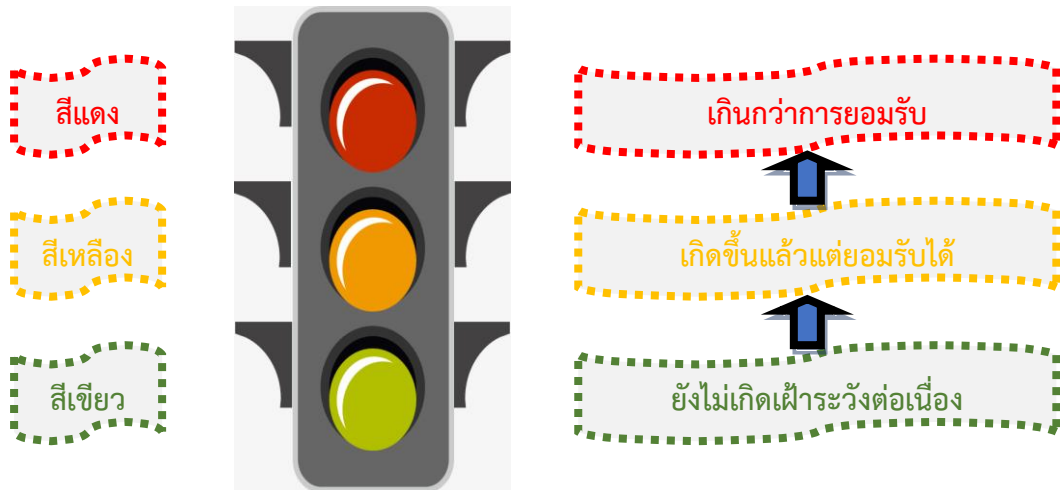 สีแดง
เกินกว่าการยอมรับ
สีเหลือง
เกิดขึ้นแล้วแต่ยอมรับได้
สีเขียว
ยังไม่เกิดเฝ้าระวังต่อเนื่อง